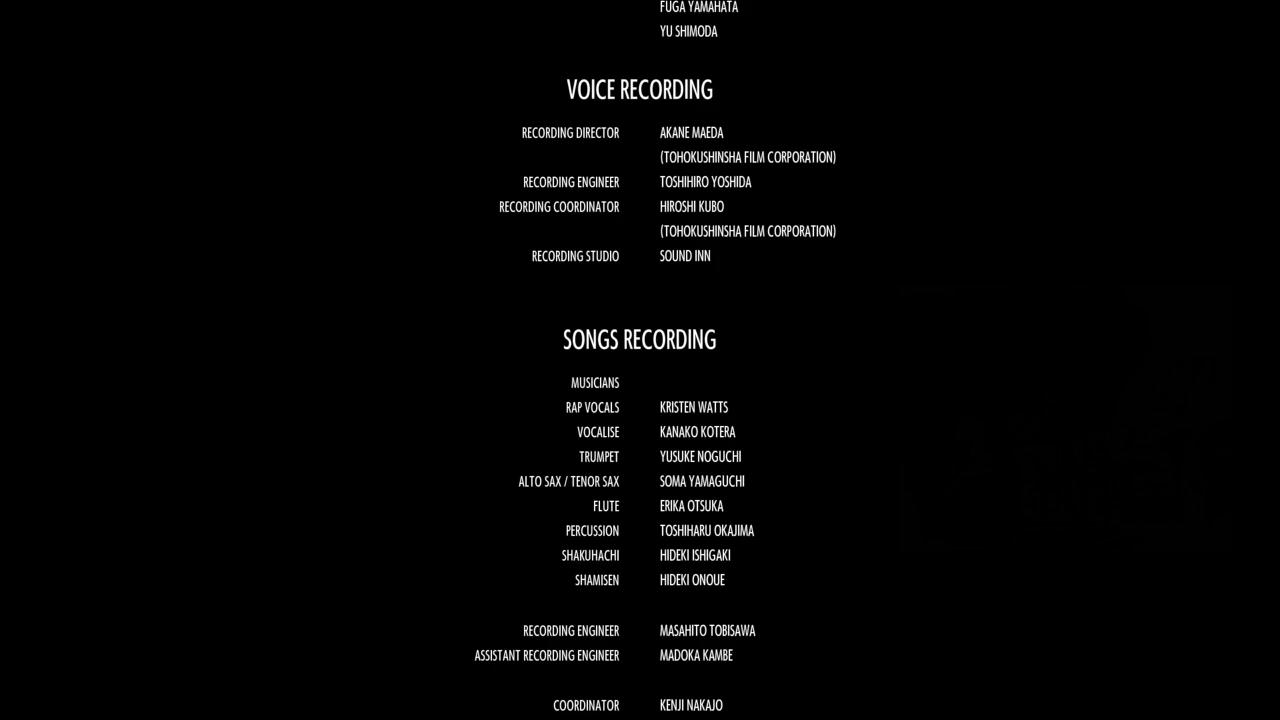 FUGA YAMAHATA
YU SHIMODA
VOICE RECORDING
RECORDING DIRECTOR AKANE MAEDA
(TOHOKUSHINSHA FILM CORPORATION)
RECORDING ENGINEER TOSHIHIRO YOSHIDA
RECORDING COORDINATOR HIROSHI KUBO
(TOHOKUSHINSHA FILM CORPORATION)
RECORDING STUDIO SOUND INN
SONGS RECORDING
MUSICIANS
RAP VOCALS KRISTEN WATTS
VOCALISE KANAKO KOTERA
TRUMPET YUSUKE NOGUCHI
ALTO SAX / TENOR SAX SOMA YAMAGUCHI
FLUTE ERIKA OTSUKA
PERCUSSION TOSHIHARU OKAJIMA
SHAKUHACHI HIDEKI ISHIGAKI
SHAMISEN HIDEKI ONOUE
RECORDING ENGINEER MASAHITO TOBISAWA
ASSISTANT RECORDING ENGINEER MADOKA KAMBE
COORDINATOR KENJI NAKAJO